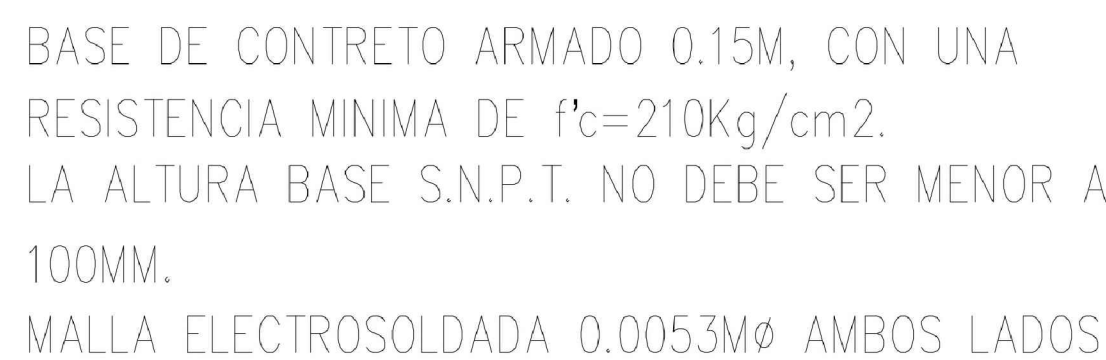 BASE DE CONTRETO ARMADO 0.15M, CON UNA
RESISTENCIA MINIMA DE f'c=210Kg/cm2.
LA ALTURA BASE S.N.P.T. NO DEBE SER MENOR A
100MM.
MALLA ELECTROSOLDADA 0.0053Mø AMBOS LADOS